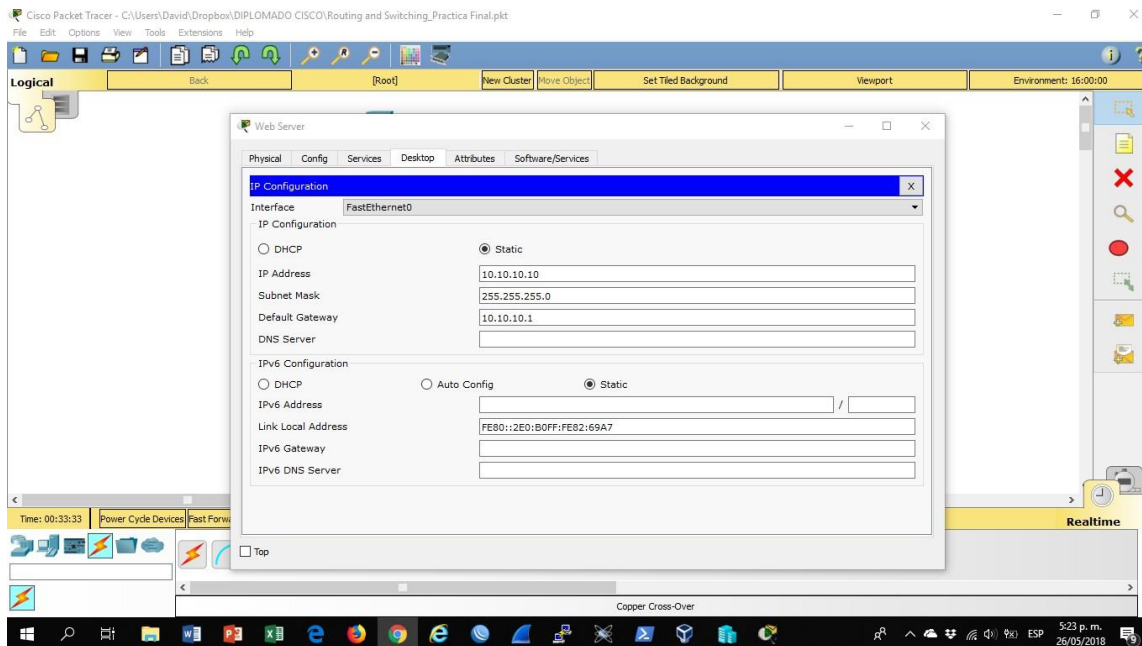 Cisco Packet Tracer - C:\Users\David\Dropbox\DIPLOMADO CISCO\Routing and Switching_Practica Final.pkt
File Edit Options View Tools Extensions Help
Logical Back [Root] New Cluster Move Object Set Tiled Background Viewport Environment: 16:00:00
Web Server
Physical Config Services Desktop Attributes Software/Services
IP Configuration X
Interface FastEthernet0
IP Configuration
DHCP Static
IP Address 10.10.10.10
Subnet Mask 255.255.255.0
Default Gateway 10.10.10.1
DNS Server
IPv6 Configuration
DHCP Auto Config Static
IPv6 Address /
Link Local Address FE80::2E0:B0FF:FE82:69A7
IPv6 Gateway
IPv6 DNS Server
Time: 00:33:33 Power Cycle Devices Fast Forwa
Realtime
Top
Copper Cross-Over
ESP 5:23 p. m.
26/05/2018